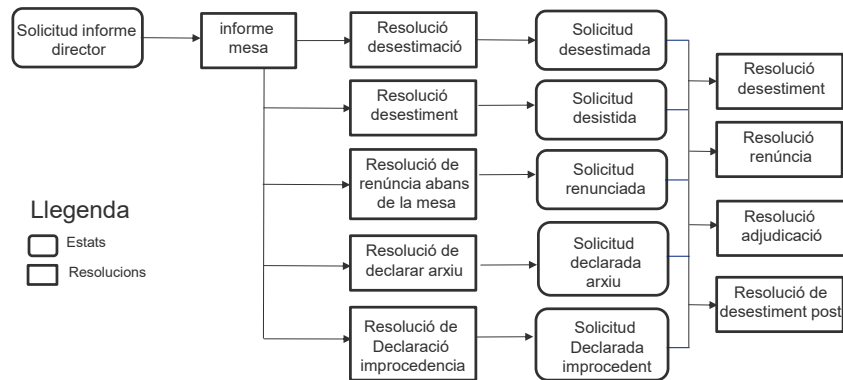 Solicitud informe
director
informe
mesa
Resolució
desestimació
Solicitud
desestimada
Resolució
desestiment
Resolució
desestiment
Solicitud
desistida
Resolució
renúncia
Resolució de
renúncia abans
de la mesa
Solicitud
renunciada
Llegenda
Estats
Resolucions
Resolució
adjudicació
Resolució de
declarar arxiu
Solicitud
declarada
arxiu
Resolució de
desestiment post
Resolució de
Declaració
improcedencia
Solicitud
Declarada
improcedent